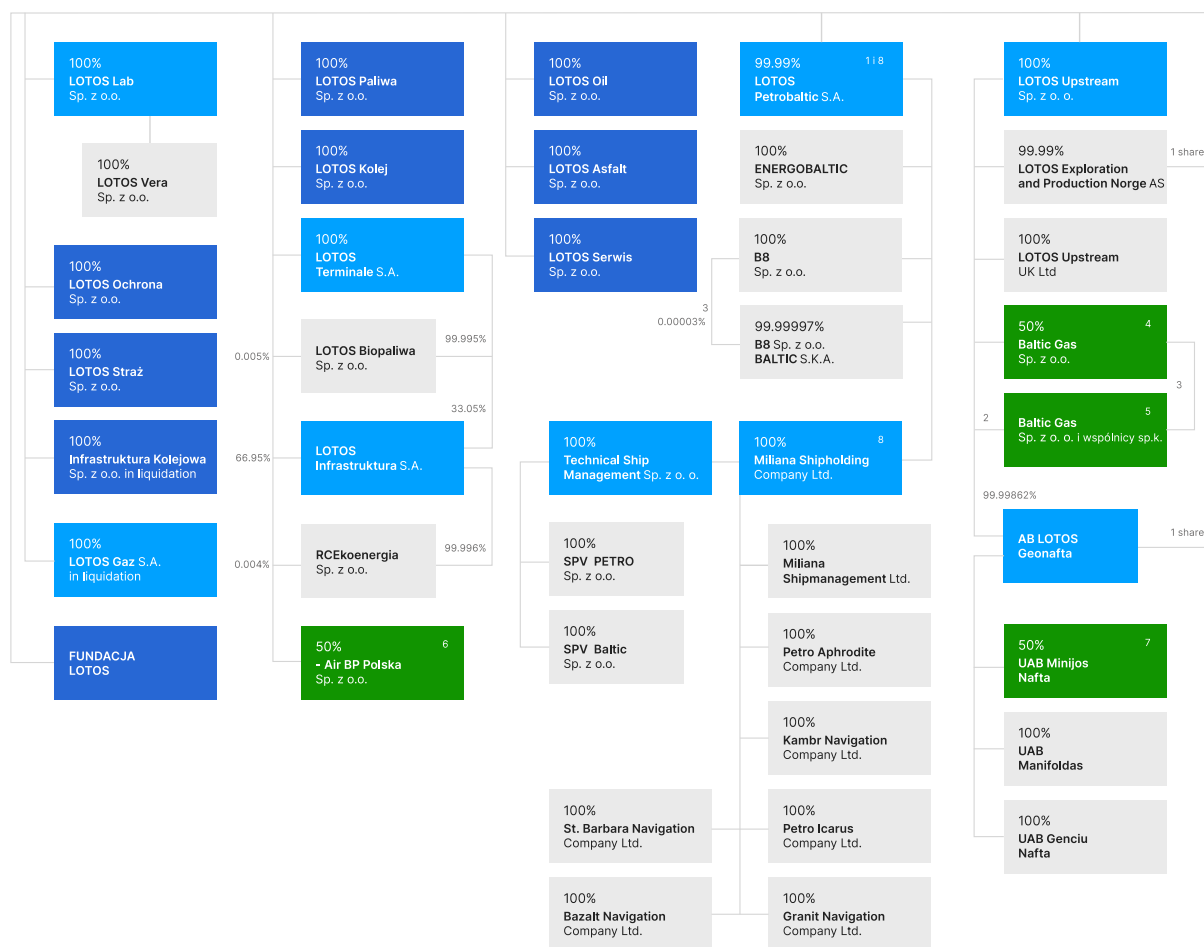 100%
LOTOS Lab
Sp. z o.o.
100%
LOTOS Vera
Sp. z o.o.
100%
LOTOS Ochrona
Sp. z o.o.
100%
LOTOS Straż
Sp. z o.o.
100%
Infrastruktura Kolejowa
Sp. z o.o. in liquidation
100%
LOTOS Gaz S.A.
in liquidation
FUNDACJA
LOTOS
100%
LOTOS Paliwa
Sp. z o.o.
100%
LOTOS Kolej
Sp. z o.o.
100%
LOTOS
Terminale S.A.
0.005%
LOTOS Biopaliwa
Sp. z o.o.
99.995%
33.05%
66.95%
LOTOS
Infrastruktura S.A.
0.004%
RCEkoenergia
Sp. z o.o.
99.996%
50% 6
- Air BP Polska
Sp. z o.o.
100%
LOTOS Oil
Sp. z o.o.
100%
LOTOS Asfalt
Sp. z o.o.
100%
LOTOS Serwis
Sp. z o.o.
99.99% 1 i 8
LOTOS
Petrobaltic S.A.
100%
ENERGOBALTIC
Sp. z o.o.
100%
B8
Sp. z o.o.
3
0.00003%
99.99997%
B8 Sp. z o.o.
BALTIC S.K.A.
100%
Technical Ship
Management Sp. z o. o.
100% 8
Miliana Shipholding
Company Ltd.
100%
SPV PETRO
Sp. z o.o.
100%
SPV Baltic
Sp. z o.o.
100%
Miliana
Shipmanagement Ltd.
100%
Petro Aphrodite
Company Ltd.
100%
Kambr Navigation
Company Ltd.
100%
St. Barbara Navigation
Company Ltd.
100%
Petro Icarus
Company Ltd.
100%
Bazalt Navigation
Company Ltd.
100%
Granit Navigation
Company Ltd.
100%
LOTOS Upstream
Sp. z o. o.
99.99%
LOTOS Exploration
and Production Norge AS
1 share
100%
LOTOS Upstream
UK Ltd
50% 4
Baltic Gas
Sp. z o.o.
3
2
5
Baltic Gas
Sp. z o. o. i wspólnicy sp.k.
99.99862%
AB LOTOS
Geonafta
1 share
50% 7
UAB Minijos
Nafta
100%
UAB
Manifoldas
100%
UAB Genciu
Nafta